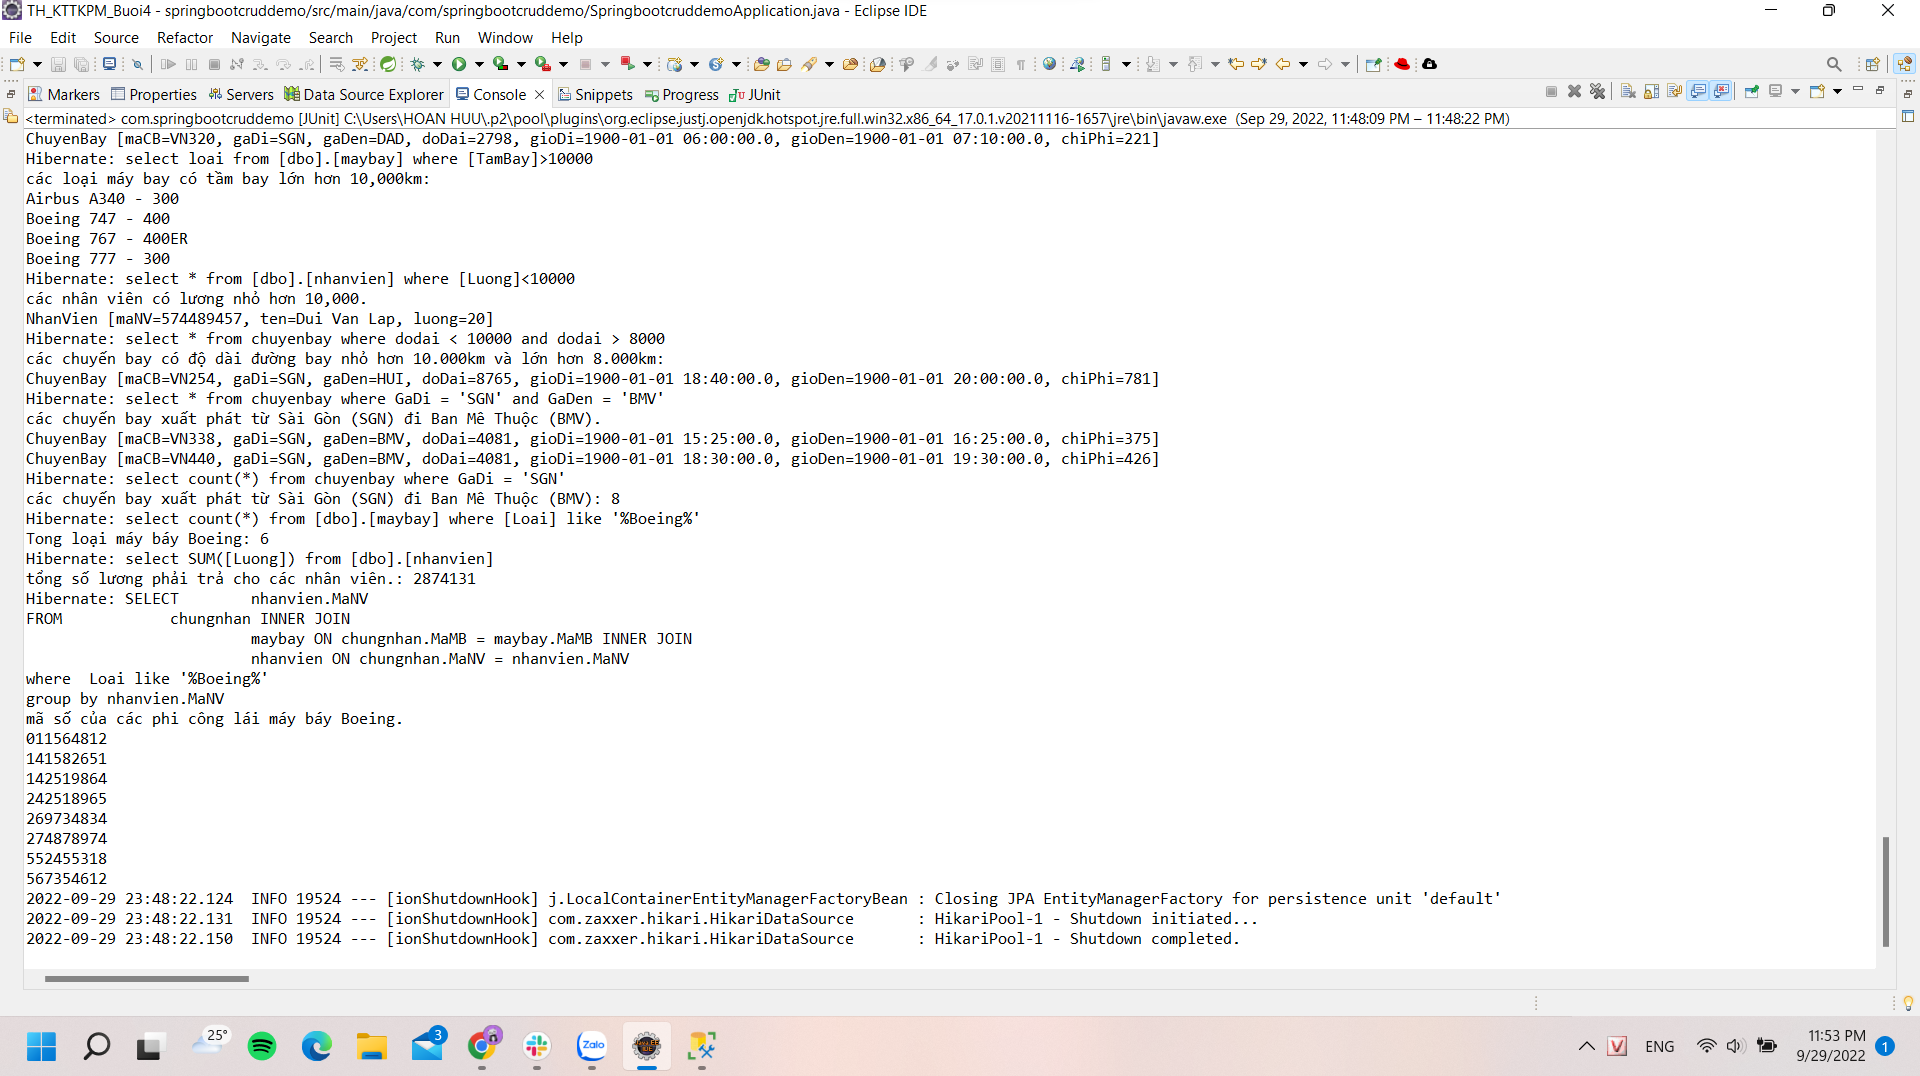 TH_KTTKPM_Buoi4 - springbootcruddemo/src/main/java/com/springbootcruddemo/SpringbootcruddemoApplication.java - Eclipse IDE
File Edit Source Refactor Navigate Search Project Run Window Help
Markers Properties Servers Data Source Explorer Console Snippets Progress JUnit
<terminated> com.springbootcruddemo [JUnit] C:\Users\HOAN HUU\.p2\pool\plugins\org.eclipse.justj.openjdk.hotspot.jre.full.win32.x86_64_17.0.1.v20211116-1657\jre\bin\javaw.exe (Sep 29, 2022, 11:48:09 PM – 11:48:22 PM)
ChuyenBay [maCB=VN320, gaDi=SGN, gaDen=DAD, doDai=2798, gioDi=1900-01-01 06:00:00.0, gioDen=1900-01-01 07:10:00.0, chiPhi=221]
Hibernate: select loai from [dbo].[maybay] where [TamBay]>10000
các loại máy bay có tầm bay lớn hơn 10,000km:
Airbus A340 - 300
Boeing 747 - 400
Boeing 767 - 400ER
Boeing 777 - 300
Hibernate: select * from [dbo].[nhanvien] where [Luong]<10000
các nhân viên có lương nhỏ hơn 10,000.
NhanVien [maNV=574489457, ten=Dui Van Lap, luong=20]
Hibernate: select * from chuyenbay where dodai < 10000 and dodai > 8000
các chuyến bay có độ dài đường bay nhỏ hơn 10.000km và lớn hơn 8.000km:
ChuyenBay [maCB=VN254, gaDi=SGN, gaDen=HUI, doDai=8765, gioDi=1900-01-01 18:40:00.0, gioDen=1900-01-01 20:00:00.0, chiPhi=781]
Hibernate: select * from chuyenbay where GaDi = 'SGN' and GaDen = 'BMV'
các chuyến bay xuất phát từ Sài Gòn (SGN) đi Ban Mê Thuộc (BMV).
ChuyenBay [maCB=VN338, gaDi=SGN, gaDen=BMV, doDai=4081, gioDi=1900-01-01 15:25:00.0, gioDen=1900-01-01 16:25:00.0, chiPhi=375]
ChuyenBay [maCB=VN440, gaDi=SGN, gaDen=BMV, doDai=4081, gioDi=1900-01-01 18:30:00.0, gioDen=1900-01-01 19:30:00.0, chiPhi=426]
Hibernate: select count(*) from chuyenbay where GaDi = 'SGN'
các chuyến bay xuất phát từ Sài Gòn (SGN) đi Ban Mê Thuộc (BMV): 8
Hibernate: select count(*) from [dbo].[maybay] where [Loai] like '%Boeing%'
Tong loại máy báy Boeing: 6
Hibernate: select SUM([Luong]) from [dbo].[nhanvien]
tổng số lương phải trả cho các nhân viên.: 2874131
Hibernate: SELECT nhanvien.MaNV
FROM chungnhan INNER JOIN
maybay ON chungnhan.MaMB = maybay.MaMB INNER JOIN
nhanvien ON chungnhan.MaNV = nhanvien.MaNV
where Loai like '%Boeing%'
group by nhanvien.MaNV
mã số của các phi công lái máy báy Boeing.
011564812
141582651
142519864
242518965
269734834
274878974
552455318
567354612
2022-09-29 23:48:22.124 INFO 19524 --- [ionShutdownHook] j.LocalContainerEntityManagerFactoryBean : Closing JPA EntityManagerFactory for persistence unit 'default'
2022-09-29 23:48:22.131 INFO 19524 --- [ionShutdownHook] com.zaxxer.hikari.HikariDataSource : HikariPool-1 - Shutdown initiated...
2022-09-29 23:48:22.150 INFO 19524 --- [ionShutdownHook] com.zaxxer.hikari.HikariDataSource : HikariPool-1 - Shutdown completed.
25° 3 Zalo V ENG 11:53 PM 1
9/29/2022